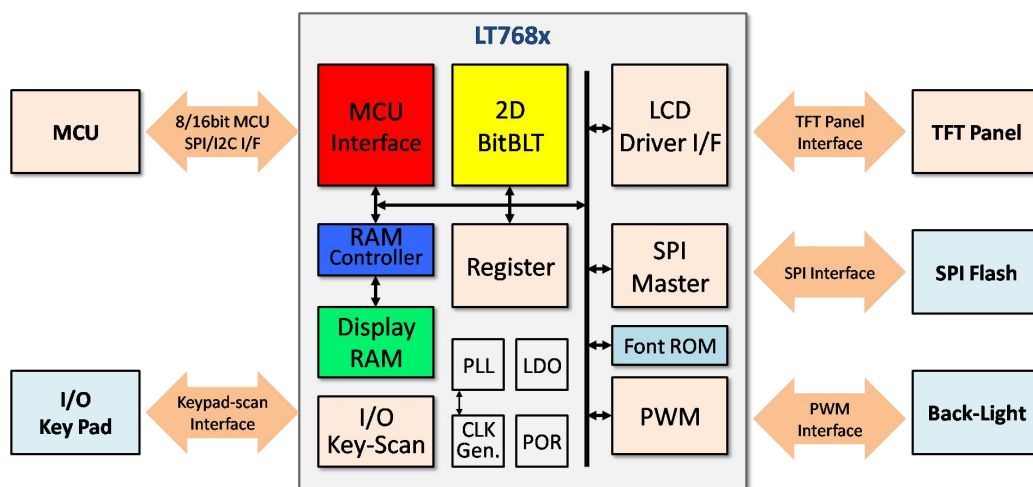 LT768x
MCU
8/16bit MCU
SPI/I2C I/F
MCU
Interface
2D
BitBLT
LCD
Driver I/F
TFT Panel
Interface
TFT Panel
RAM
Controller
Register
SPI
Master
SPI Interface
SPI Flash
Display
RAM
PLL
LDO
Font ROM
I/O
Key Pad
Keypad-scan
Interface
I/O
Key-Scan
CLK
Gen.
POR
PWM
PWM
Interface
Back-Light